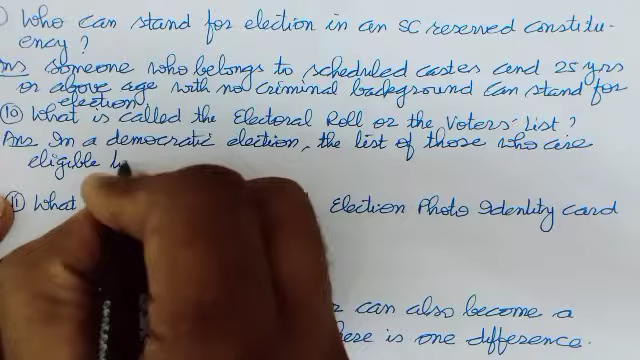 Who can stand for election in an SC reserved constitu-
ency?
Ans Someone who belongs to scheduled castes and 25 yrs
or above age with no criminal background can stand for
election.
10 What is called the Electoral Roll or the Voters' List?
Ans In a democratic election, the list of those who are
eligible
11 What Election Photo Identity card
can also become a
there is one difference.